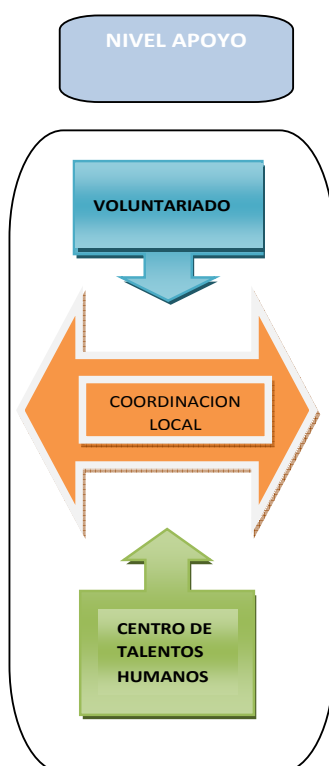 NIVEL APOYO
VOLUNTARIADO
COORDINACION
LOCAL
CENTRO DE
TALENTOS
HUMANOS